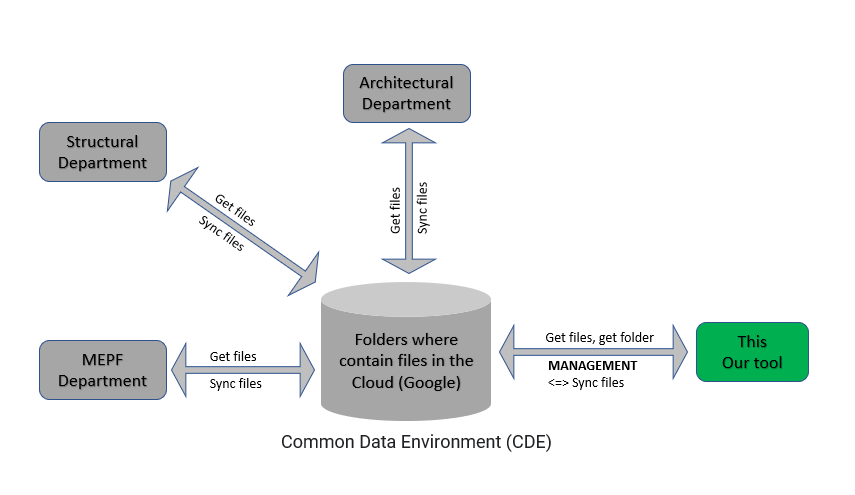 Architectural
Department
Structural
Department
Get files
Sync files
Get files
Sync files
Folders where
contain files in the
Cloud (Google)
Get files, get folder
MANAGEMENT
<=> Sync files
This
Our tool
MEPF
Department
Get files
Sync files
Common Data Environment (CDE)